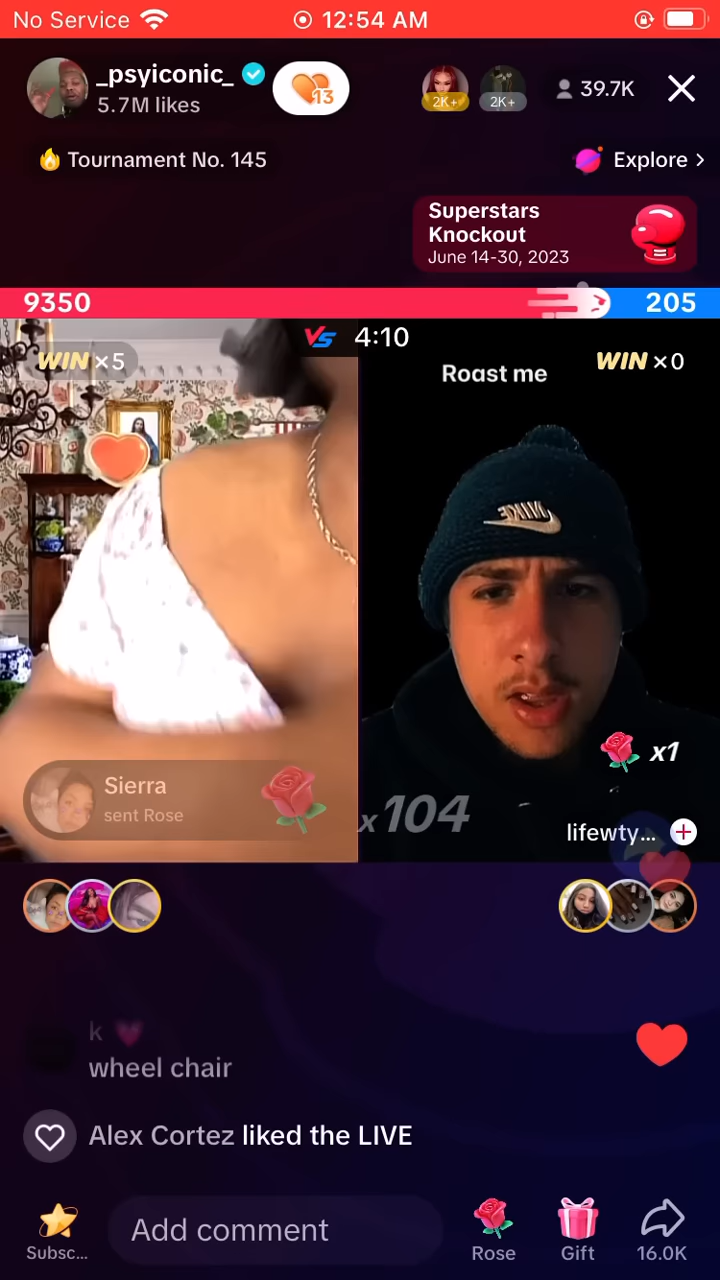 No Service 12:54 AM
_psyiconic_
5.7M likes
13
2K+ 2K+
39.7K
Tournament No. 145
Explore >
Superstars
Knockout
June 14-30, 2023
9350
205
VS 4:10
WIN ×5
WIN ×0
Roast me
NIKE
x1
Sierra
sent Rose
x104
lifewty...
k
wheel chair
Alex Cortez liked the LIVE
Subsc...
Add comment
Rose
Gift
16.0K